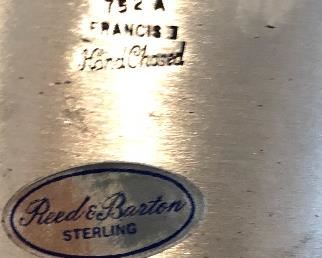 752 A
FRANCIS I
Hand Chased
Reed & Barton
STERLING